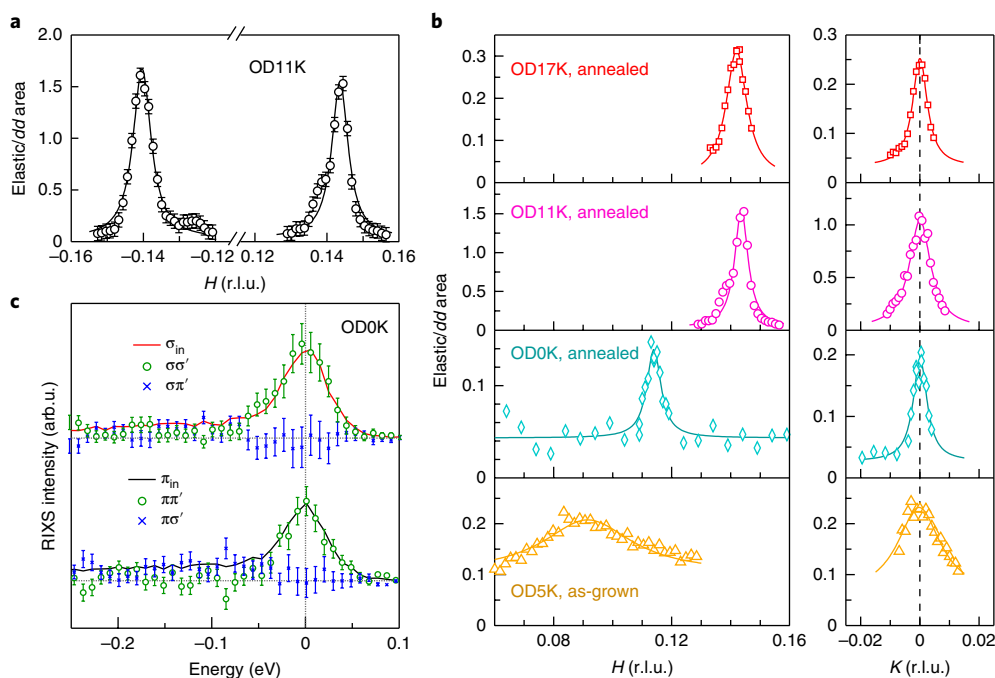 a
2.0
1.5
1.0
0.5
0
Elastic/dd area
OD11K
−0.16
−0.14
−0.12
0.12
0.14
0.16
H (r.l.u.)
b
Elastic/dd area
OD17K, annealed
0.3
0.2
0.1
0
OD11K, annealed
1.5
1.0
0.5
0
OD0K, annealed
0.1
0
OD5K, as-grown
0.2
0.1
0
0.08
0.12
0.16
H (r.l.u.)
0.3
0.2
0.1
0
1.0
0.5
0
0.2
0.1
0
0.2
0.1
0
−0.02
0
0.02
K (r.l.u.)
c
OD0K
σin
σσ′
σπ′
πin
ππ′
πσ′
RIXS intensity (arb.u.)
−0.2
−0.1
0
0.1
Energy (eV)